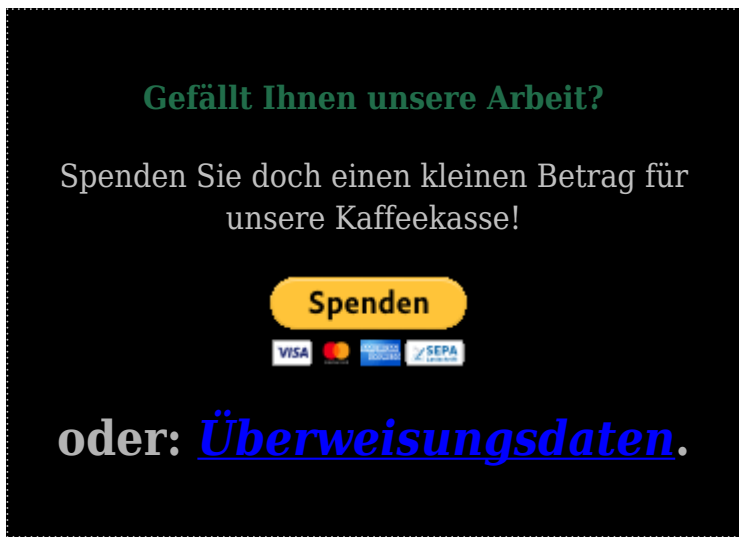 Gefällt Ihnen unsere Arbeit?
Spenden Sie doch einen kleinen Betrag für
unsere Kaffeekasse!
Spenden
VISA SEPA
oder: Überweisungsdaten.